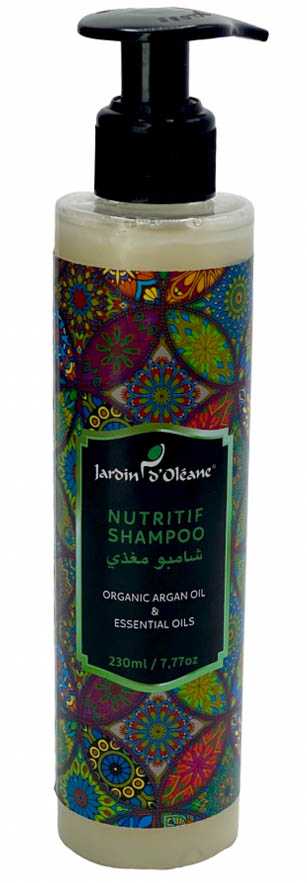 Jardin d'Oléane®
NUTRITIF
SHAMPOO
شامبو مغذي
ORGANIC ARGAN OIL
&
ESSENTIAL OILS
230ml / 7,77oz